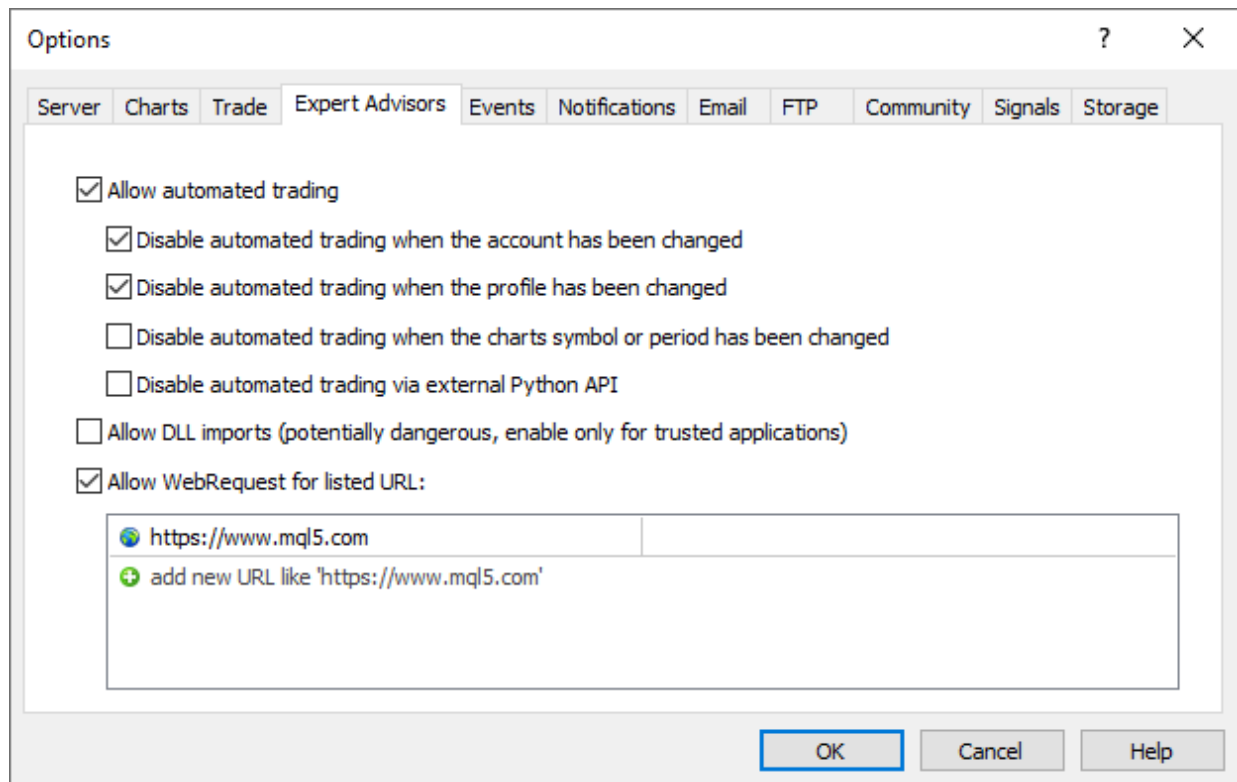 Options
Server Charts Trade Expert Advisors Events Notifications Email FTP Community Signals Storage
Allow automated trading
Disable automated trading when the account has been changed
Disable automated trading when the profile has been changed
Disable automated trading when the charts symbol or period has been changed
Disable automated trading via external Python API
Allow DLL imports (potentially dangerous, enable only for trusted applications)
Allow WebRequest for listed URL:
https://www.mql5.com
add new URL like 'https://www.mql5.com'
OK Cancel Help